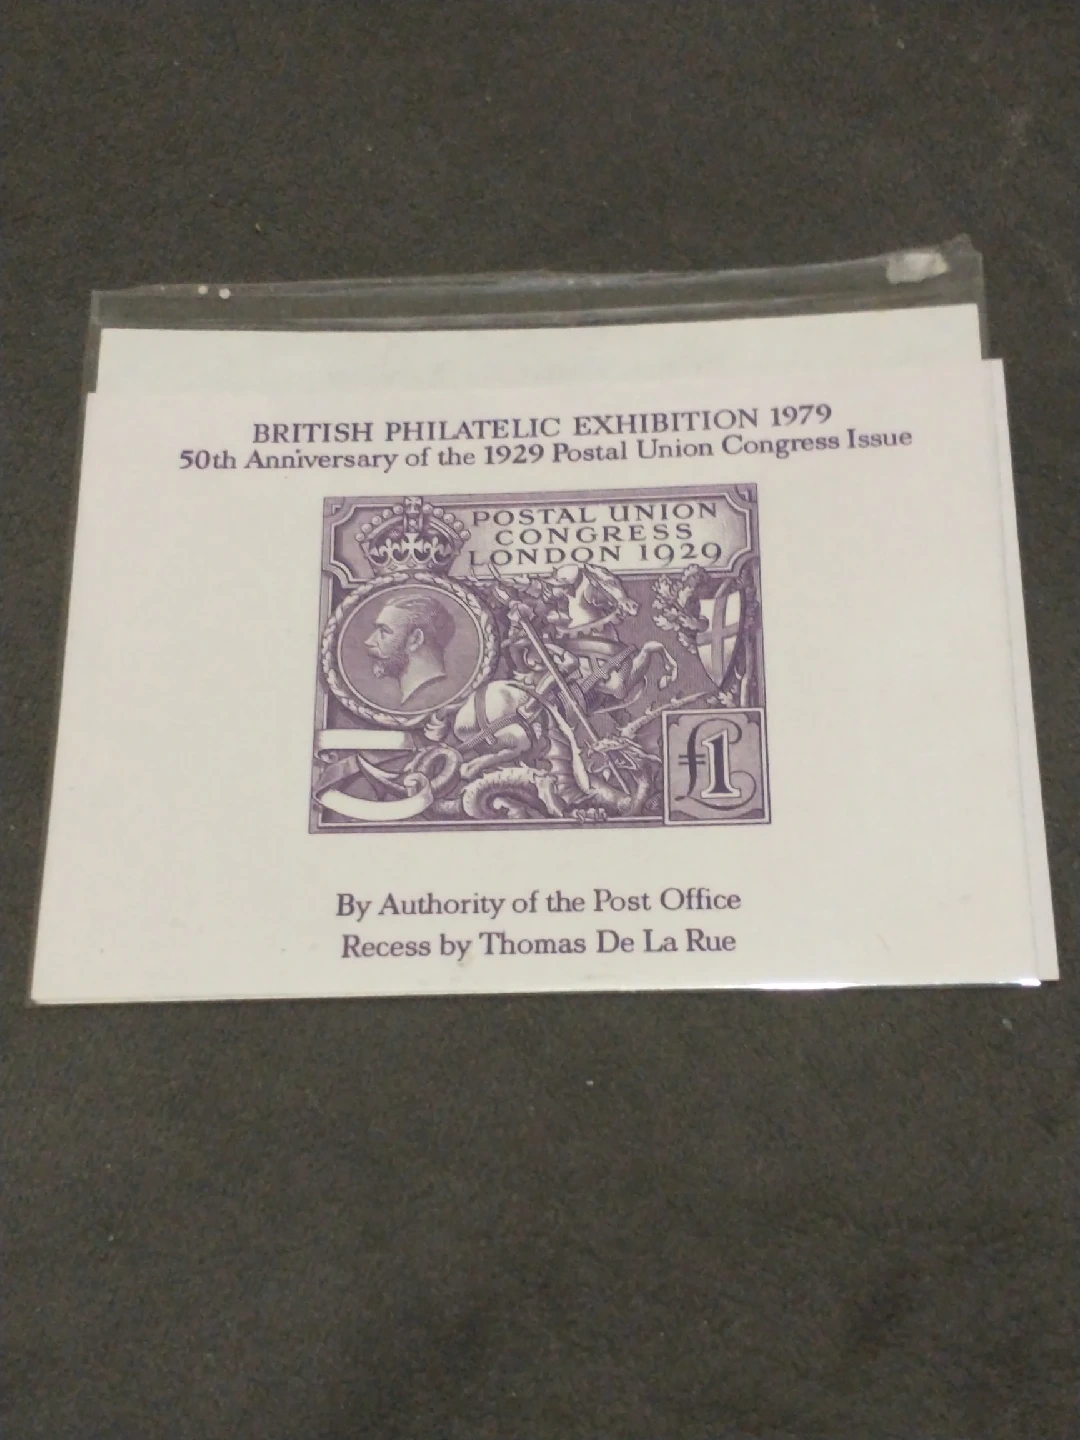 BRITISH PHILATELIC EXHIBITION 1979
50th Anniversary of the 1929 Postal Union Congress Issue
POSTAL UNION
CONGRESS
LONDON 1929
£1
By Authority of the Post Office
Recess by Thomas De La Rue